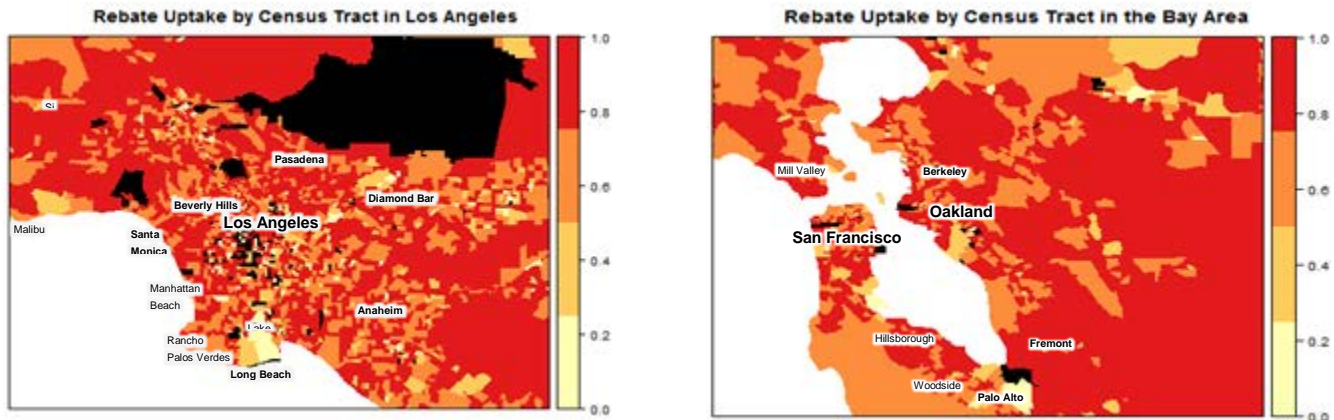 Rebate Uptake by Census Tract in Los Angeles
1.0
0.8
0.6
0.4
0.2
0.0
Si
Pasadena
Diamond Bar
Beverly Hills
Los Angeles
Malibu
Santa
Monica
Manhattan
Beach
Anaheim
Lake
Rancho
Palos Verdes
Long Beach
Rebate Uptake by Census Tract in the Bay Area
1.0
0.8
0.6
0.4
0.2
0.0
Mill Valley
Berkeley
Oakland
San Francisco
Hillsborough
Fremont
Woodside
Palo Alto